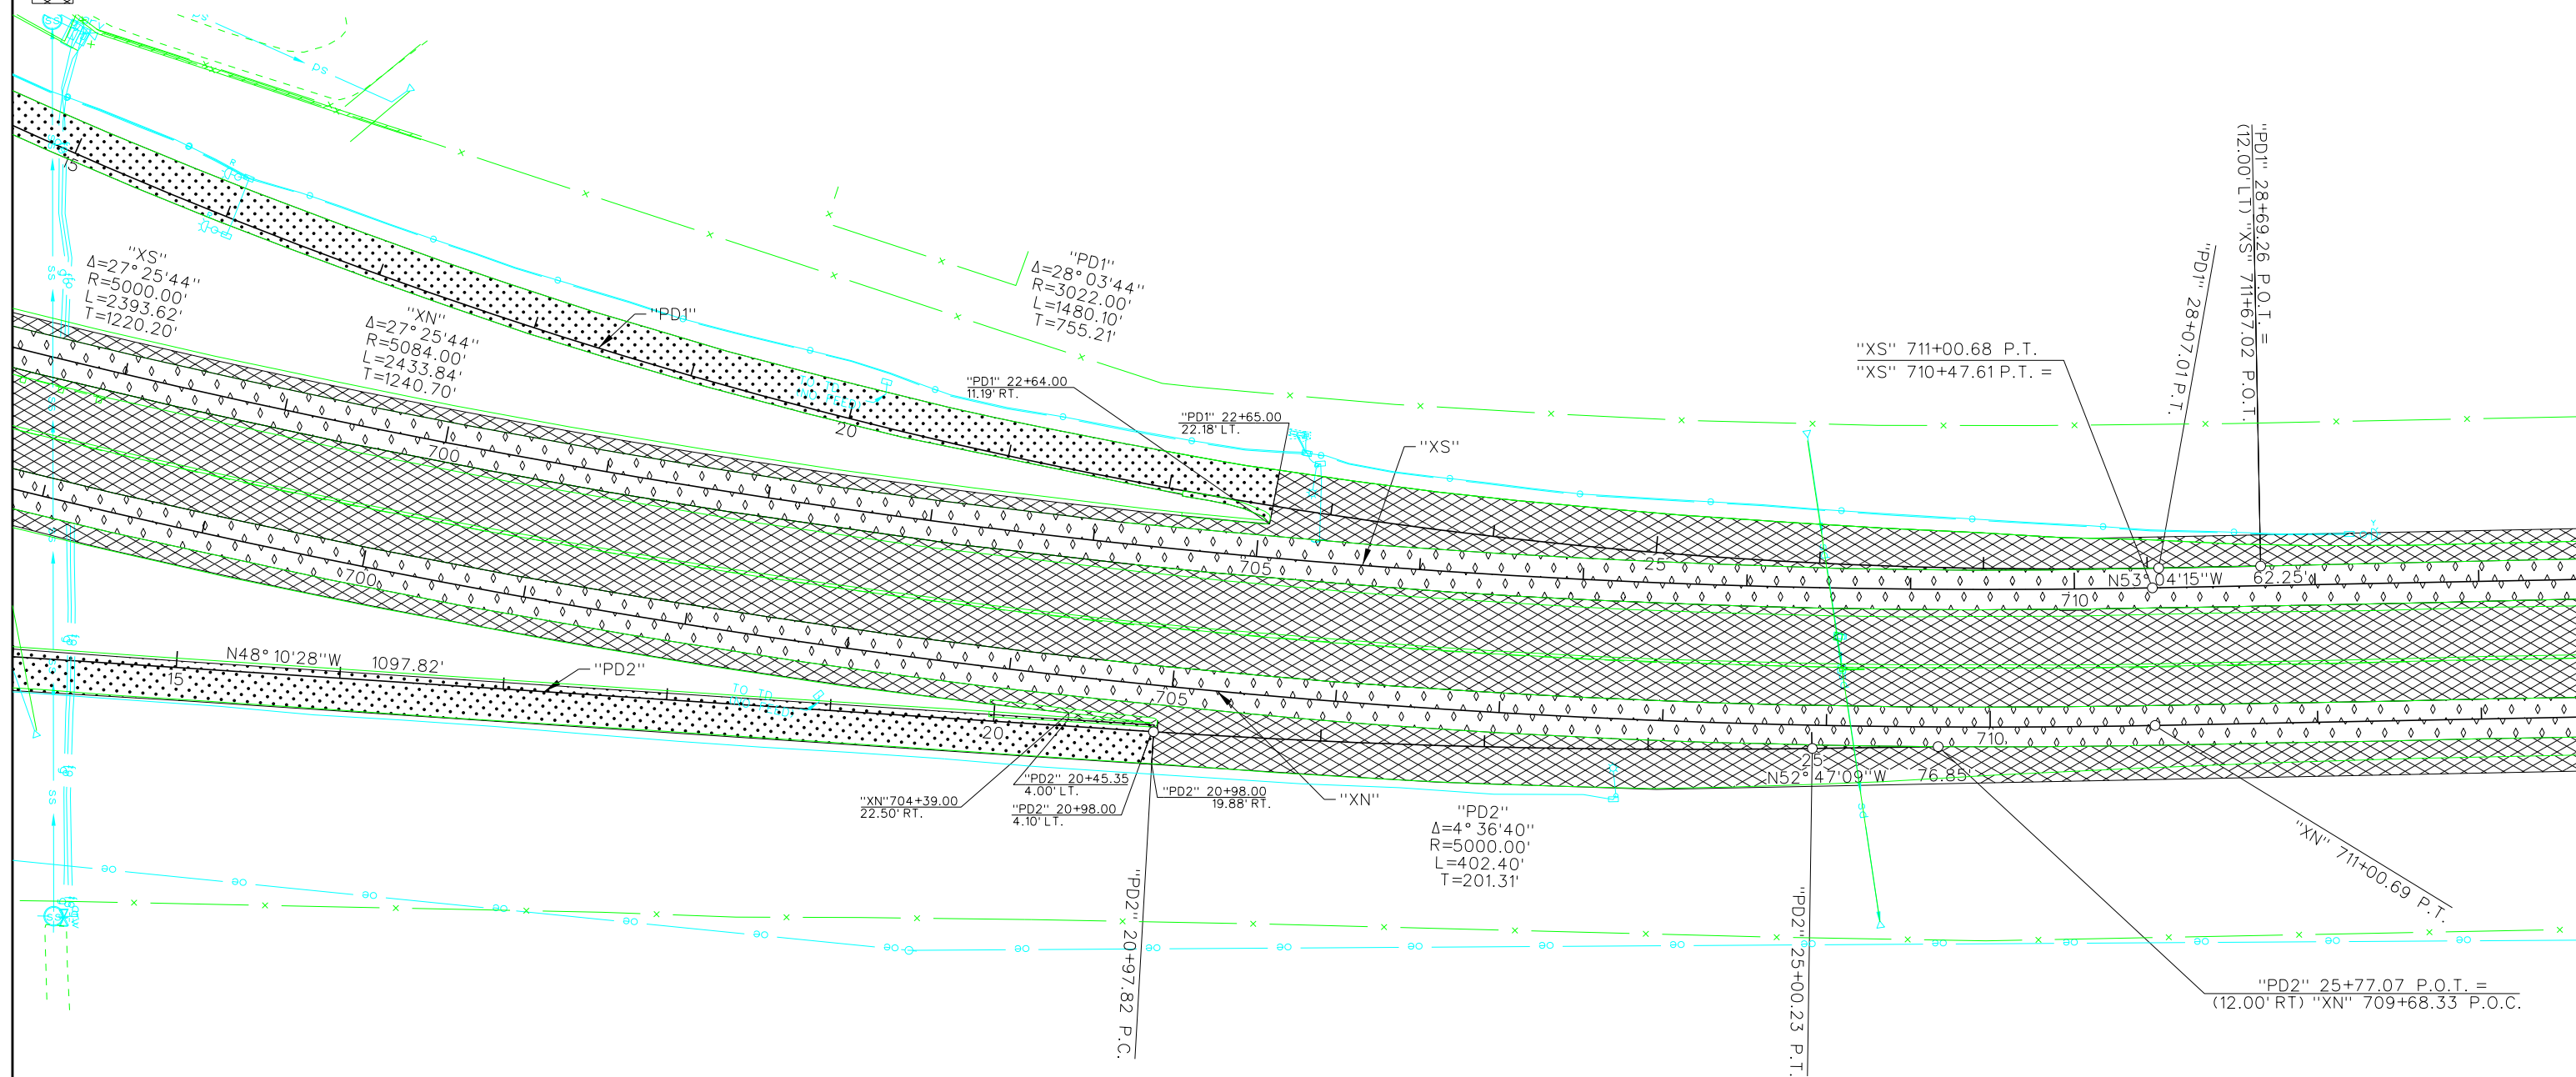 ps
ps
15
"XS"
Δ=27°25'44"
R=5000.00'
L=2393.62'
T=1220.20'
"XN"
Δ=27°25'44"
R=5084.00'
L=2433.84'
T=1240.70'
"PD1"
"PD1"
Δ=28°03'44"
R=3022.00'
L=1480.10'
T=755.21'
"PD1" 22+64.00
11.19' RT.
"PD1" 22+65.00
22.18' LT.
20
"XS"
"XS" 711+00.68 P.T.
"XS" 710+47.61 P.T. =
"PD1" 28+07.01 P.T.
"PD1" 28+69.26 P.O.T. =
(12.00' LT) "XS" 711+67.02 P.O.T.
700
705
25
710
N53°04'15"W 62.25'
700
705
710
N48°10'28"W 1097.82'
15
"PD2"
TO TP
20
25
N52°47'09"W 76.85'
"XN" 704+39.00
22.50' RT.
"PD2" 20+45.35
4.00' LT.
"PD2" 20+98.00
4.10' LT.
"PD2" 20+98.00
19.88' RT.
"XN"
"PD2"
Δ=4°36'40"
R=5000.00'
L=402.40'
T=201.31'
"PD2" 20+97.82 P.C.
"PD2" 25+00.23 P.T.
"XN" 711+00.69 P.T.
"PD2" 25+77.07 P.O.T. =
(12.00' RT) "XN" 709+68.33 P.O.C.